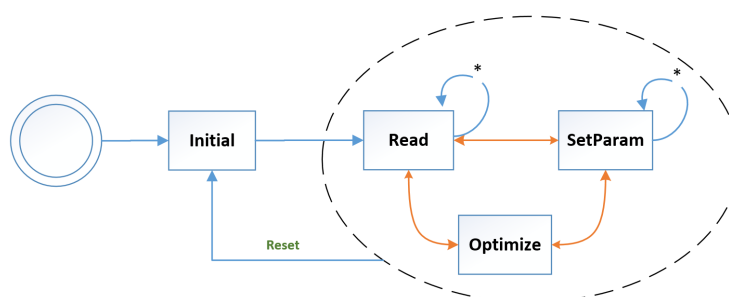 *
*
Initial
Read
SetParam
Reset
Optimize